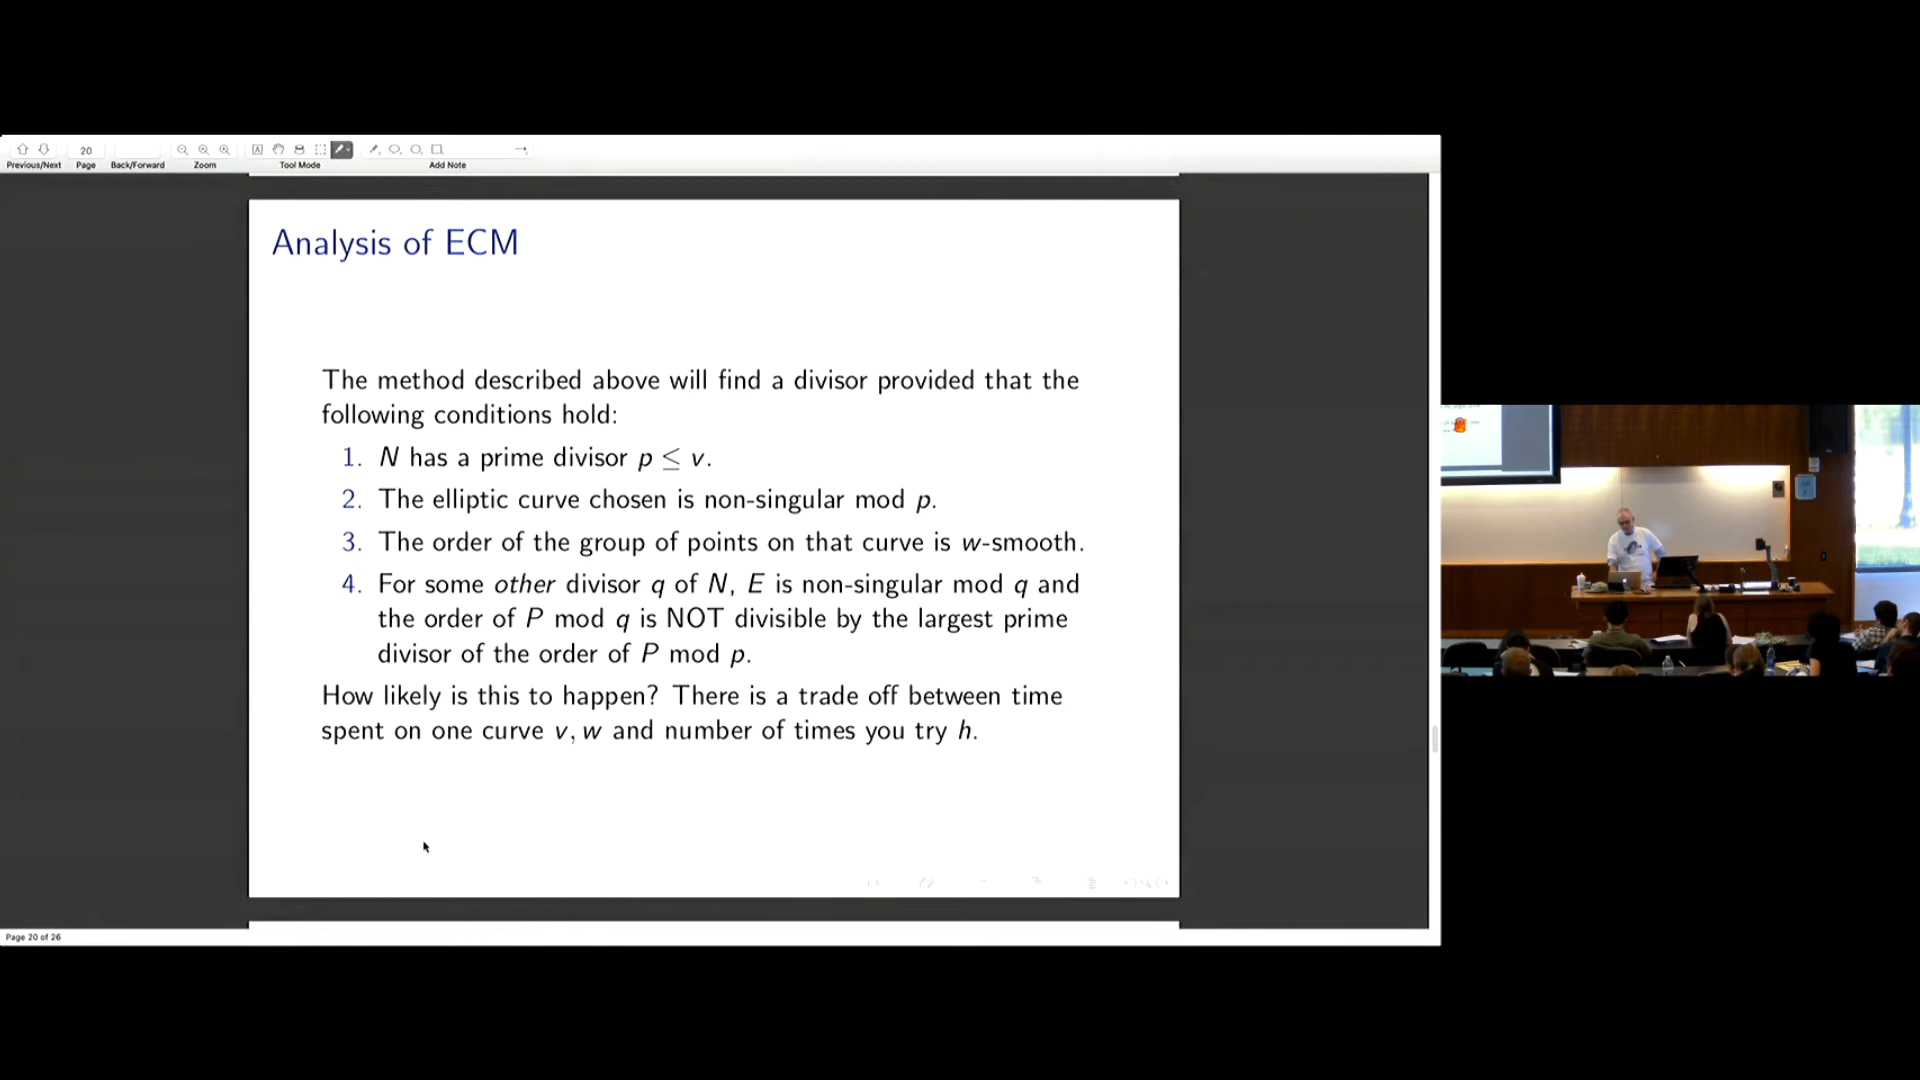 20
Previous/Next
Page
Back/Forward
Zoom
Tool Mode
Add Note
Analysis of ECM
The method described above will find a divisor provided that the
following conditions hold:
1. N has a prime divisor p ≤ v.
2. The elliptic curve chosen is non-singular mod p.
3. The order of the group of points on that curve is w-smooth.
4. For some other divisor q of N, E is non-singular mod q and
the order of P mod q is NOT divisible by the largest prime
divisor of the order of P mod p.
How likely is this to happen? There is a trade off between time
spent on one curve v, w and number of times you try h.
Page 20 of 26